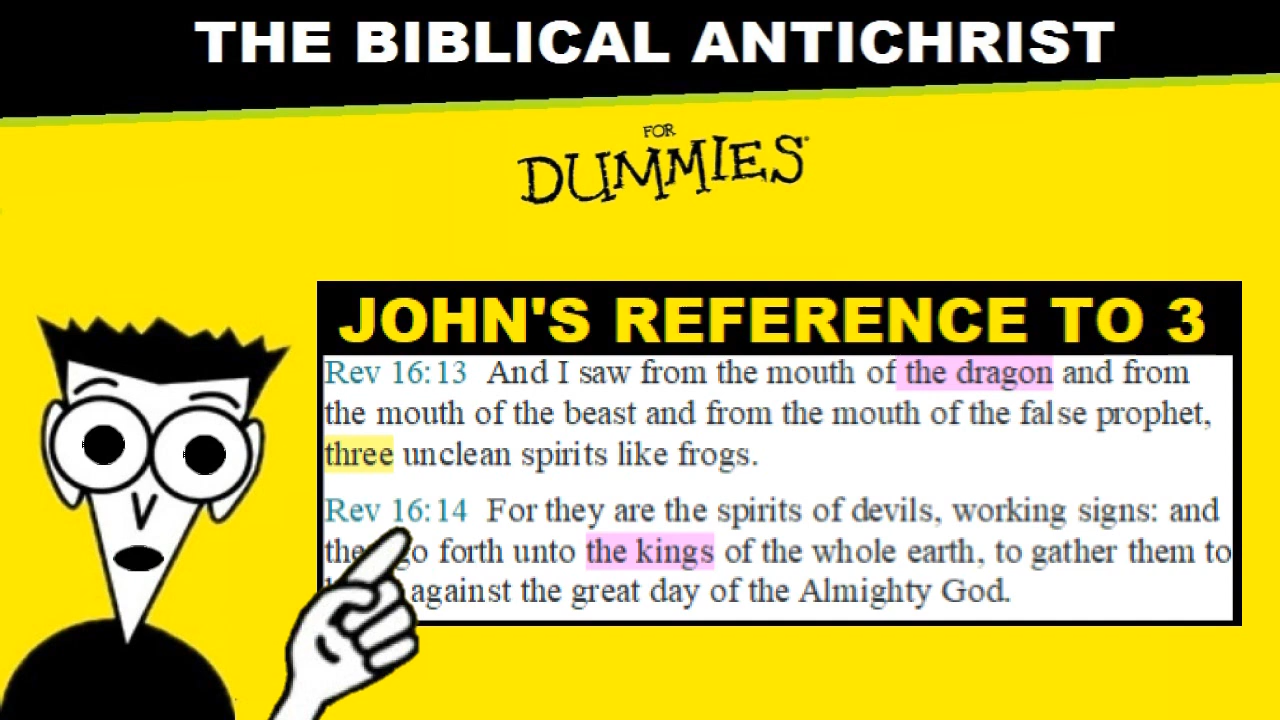 THE BIBLICAL ANTICHRIST
FOR
DUMMIES
JOHN'S REFERENCE TO 3
Rev 16:13 And I saw from the mouth of the dragon and from
the mouth of the beast and from the mouth of the false prophet,
three unclean spirits like frogs.
Rev 16:14 For they are the spirits of devils, working signs: and
go forth unto the kings of the whole earth, to gather them to
against the great day of the Almighty God.